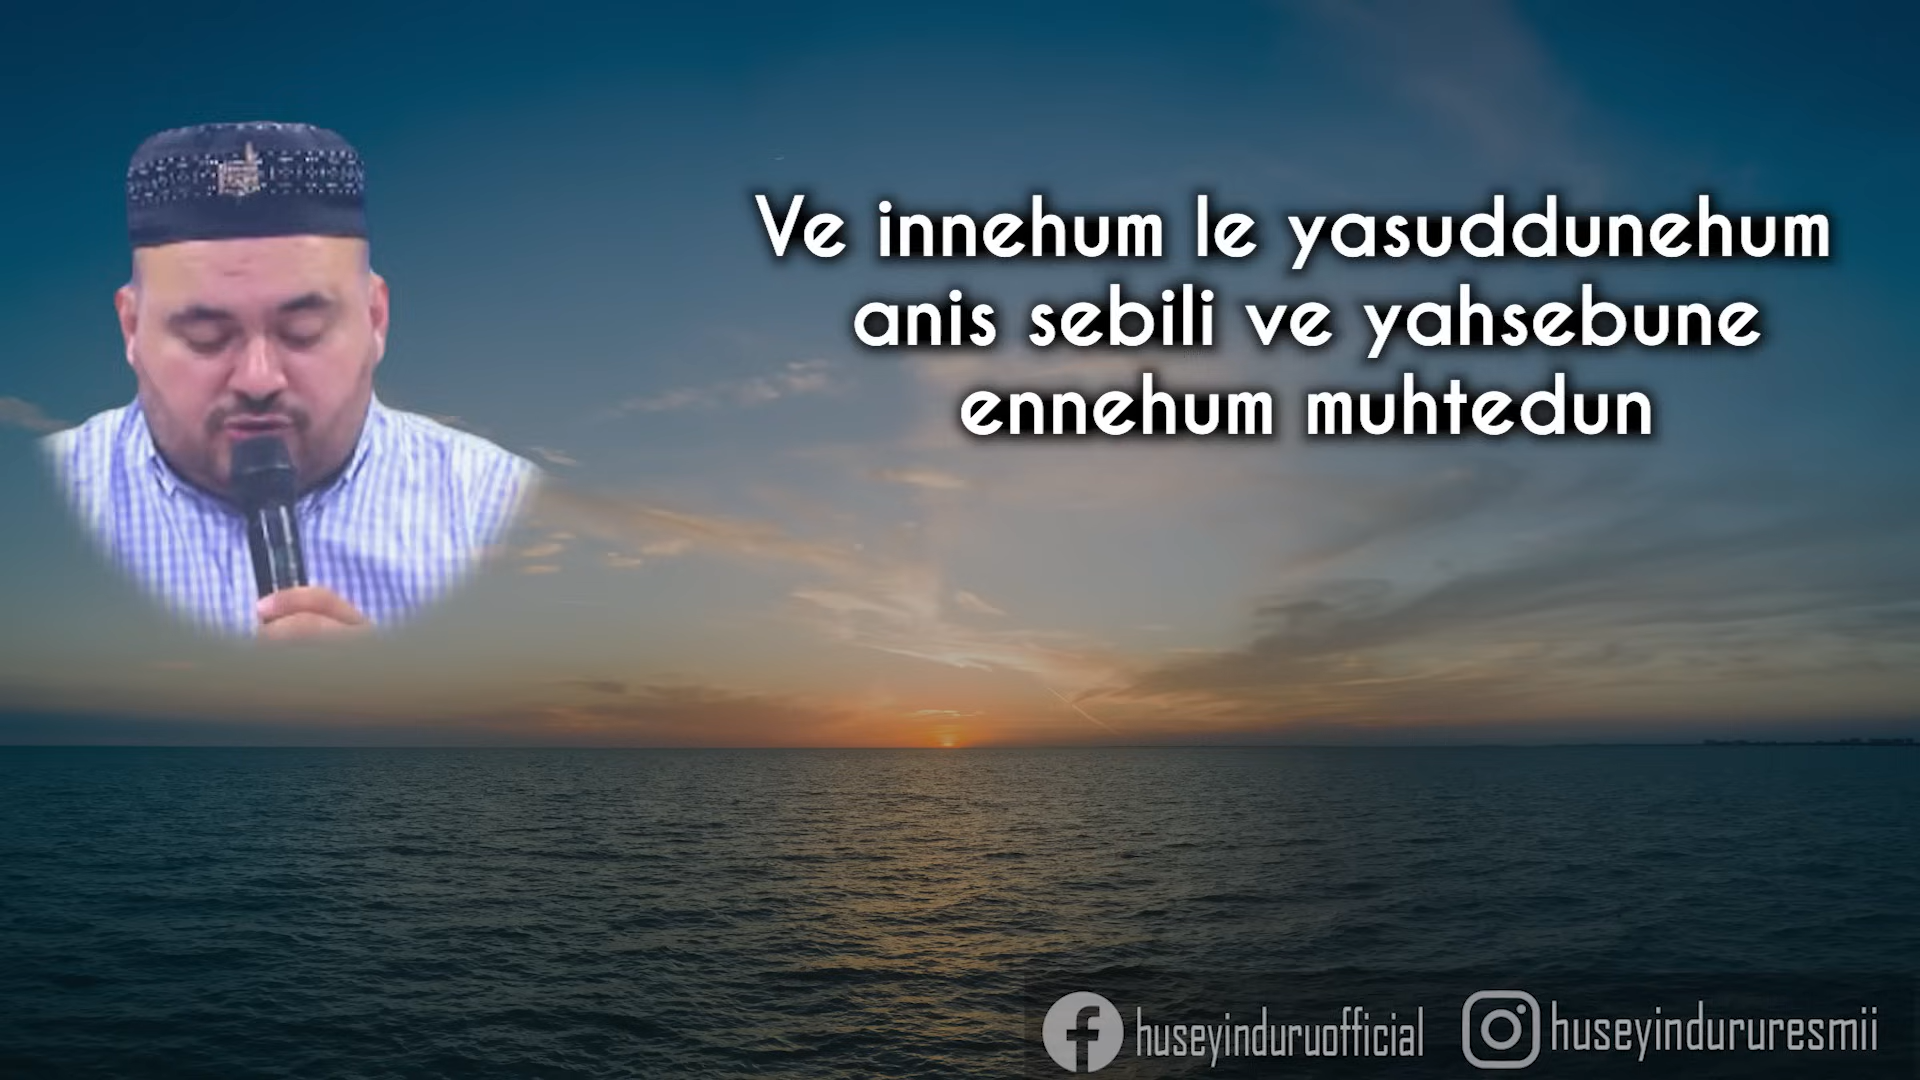 Ve innehum le yasuddunehum
anis sebili ve yahsebune
ennehum muhtedun
huseyinduruofficial
huseyindururesmii